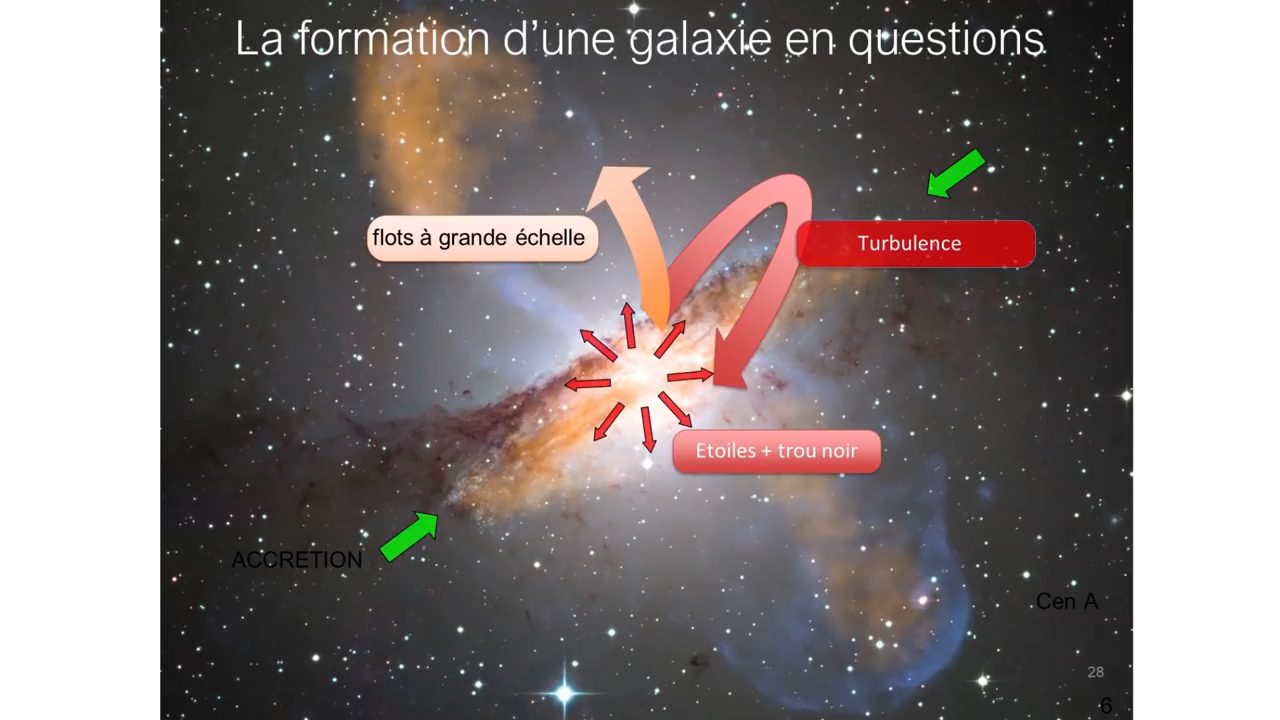 La formation d'une galaxie en questions
flots à grande échelle
Turbulence
Etoiles + trou noir
ACCRETION
Cen A
28
6